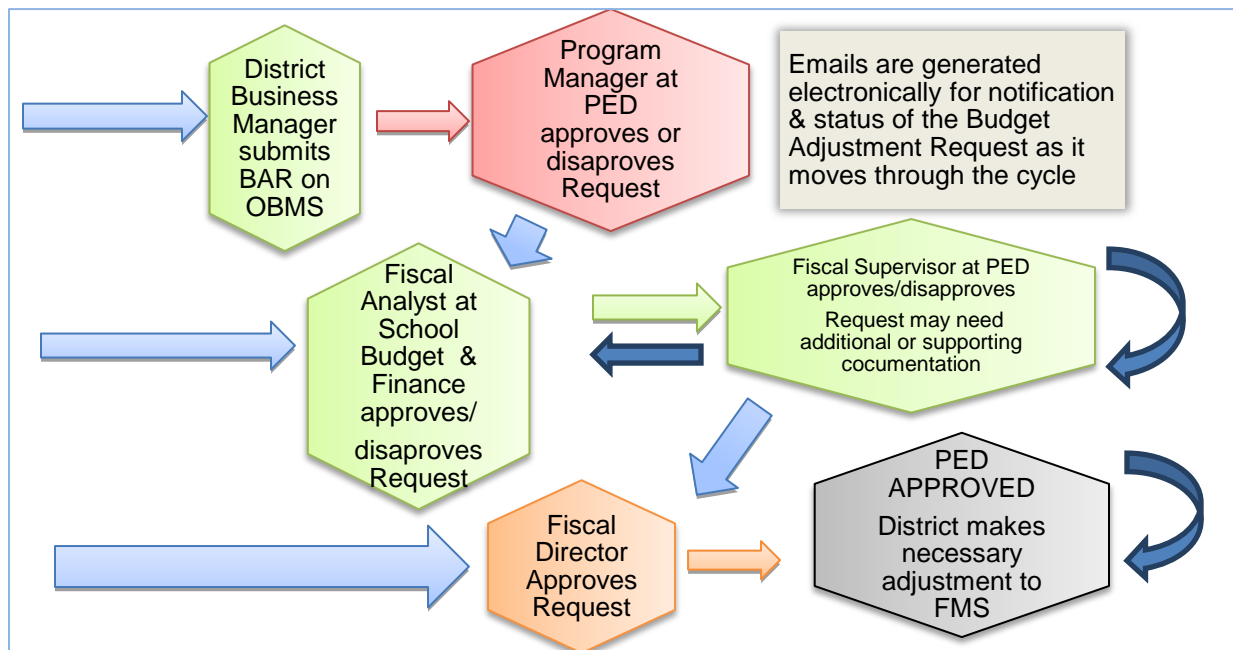 District
Business
Manager
submits
BAR on
OBMS
Program
Manager at
PED
approves or
disaproves
Request
Emails are generated
electronically for notification
& status of the Budget
Adjustment Request as it
moves through the cycle
Fiscal
Analyst at
School
Budget & 
Finance
approves/
disaproves
Request
Fiscal Supervisor at PED
approves/disapproves
Request may need
additional or supporting
cocumentation
Fiscal
Director
Approves
Request
PED
APPROVED
District makes
necessary
adjustment to
FMS